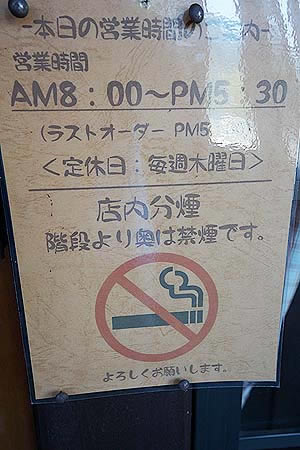 -本日の営業時間のご案内-
営業時間
AM8：00～PM5：30
(ラストオーダー PM5
＜定休日：毎週木曜日＞
店内分煙
階段より奥は禁煙です。
よろしくお願いします。